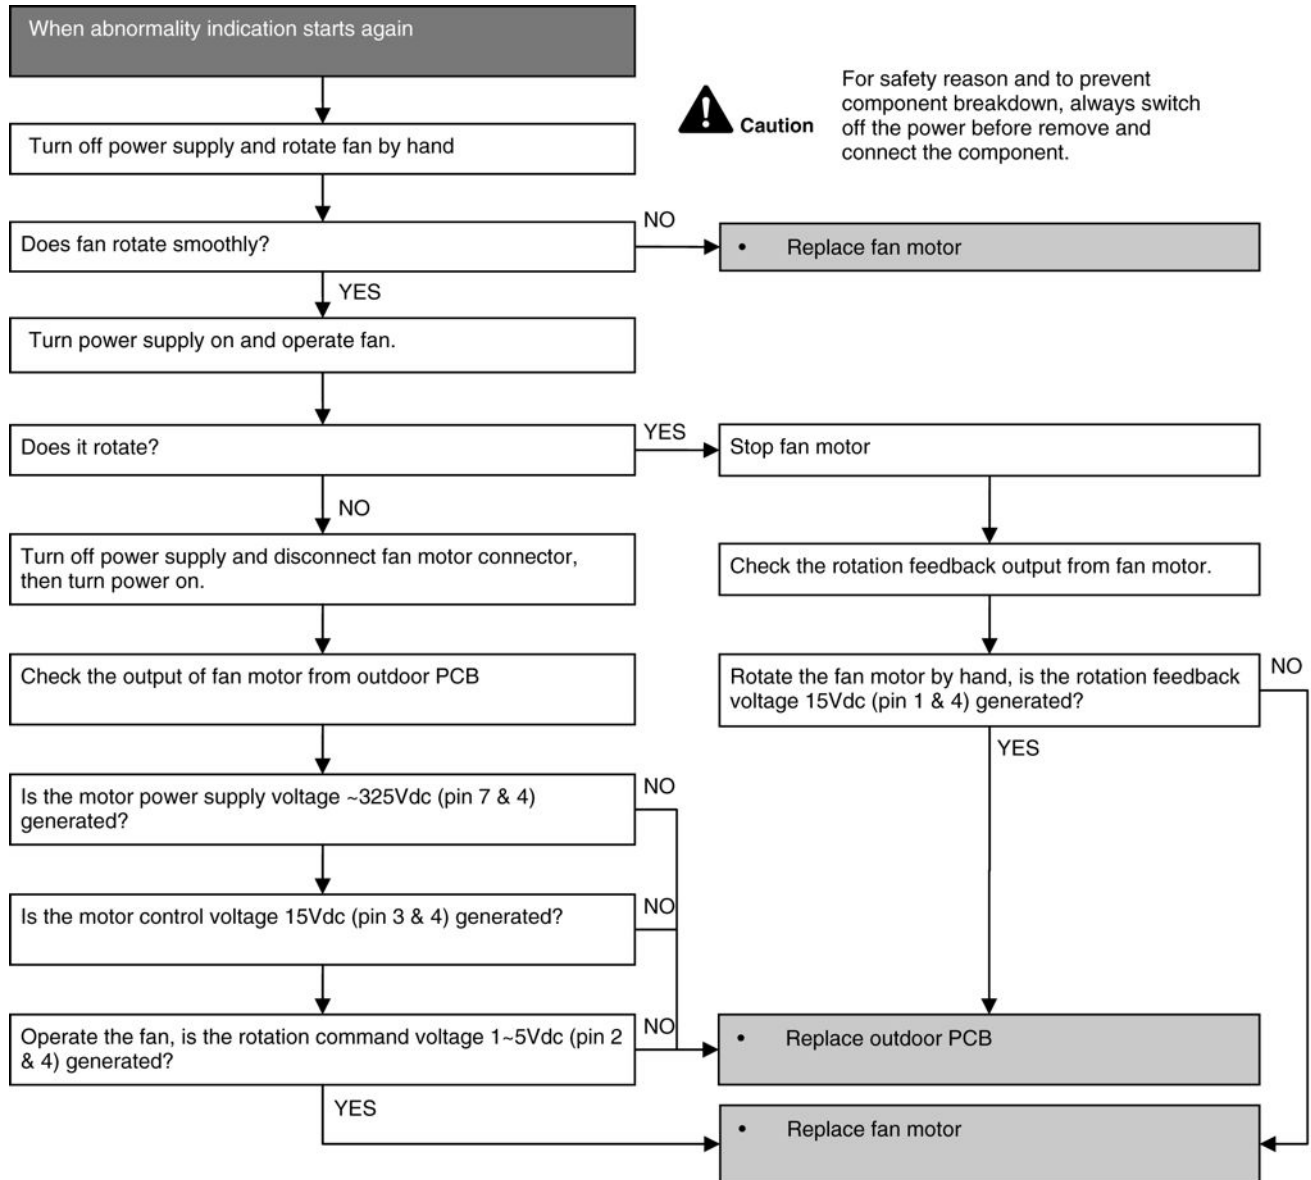 When abnormality indication starts again
For safety reason and to prevent
component breakdown, always switch
off the power before remove and
connect the component.
Caution
Turn off power supply and rotate fan by hand
Does fan rotate smoothly?
NO
• Replace fan motor
YES
Turn power supply on and operate fan.
Does it rotate?
YES
Stop fan motor
NO
Turn off power supply and disconnect fan motor connector,
then turn power on.
Check the rotation feedback output from fan motor.
Check the output of fan motor from outdoor PCB
Rotate the fan motor by hand, is the rotation feedback
voltage 15Vdc (pin 1 & 4) generated?
NO
YES
Is the motor power supply voltage ~325Vdc (pin 7 & 4)
generated?
NO
Is the motor control voltage 15Vdc (pin 3 & 4) generated?
NO
Operate the fan, is the rotation command voltage 1~5Vdc (pin 2
& 4) generated?
NO
• Replace outdoor PCB
YES
• Replace fan motor